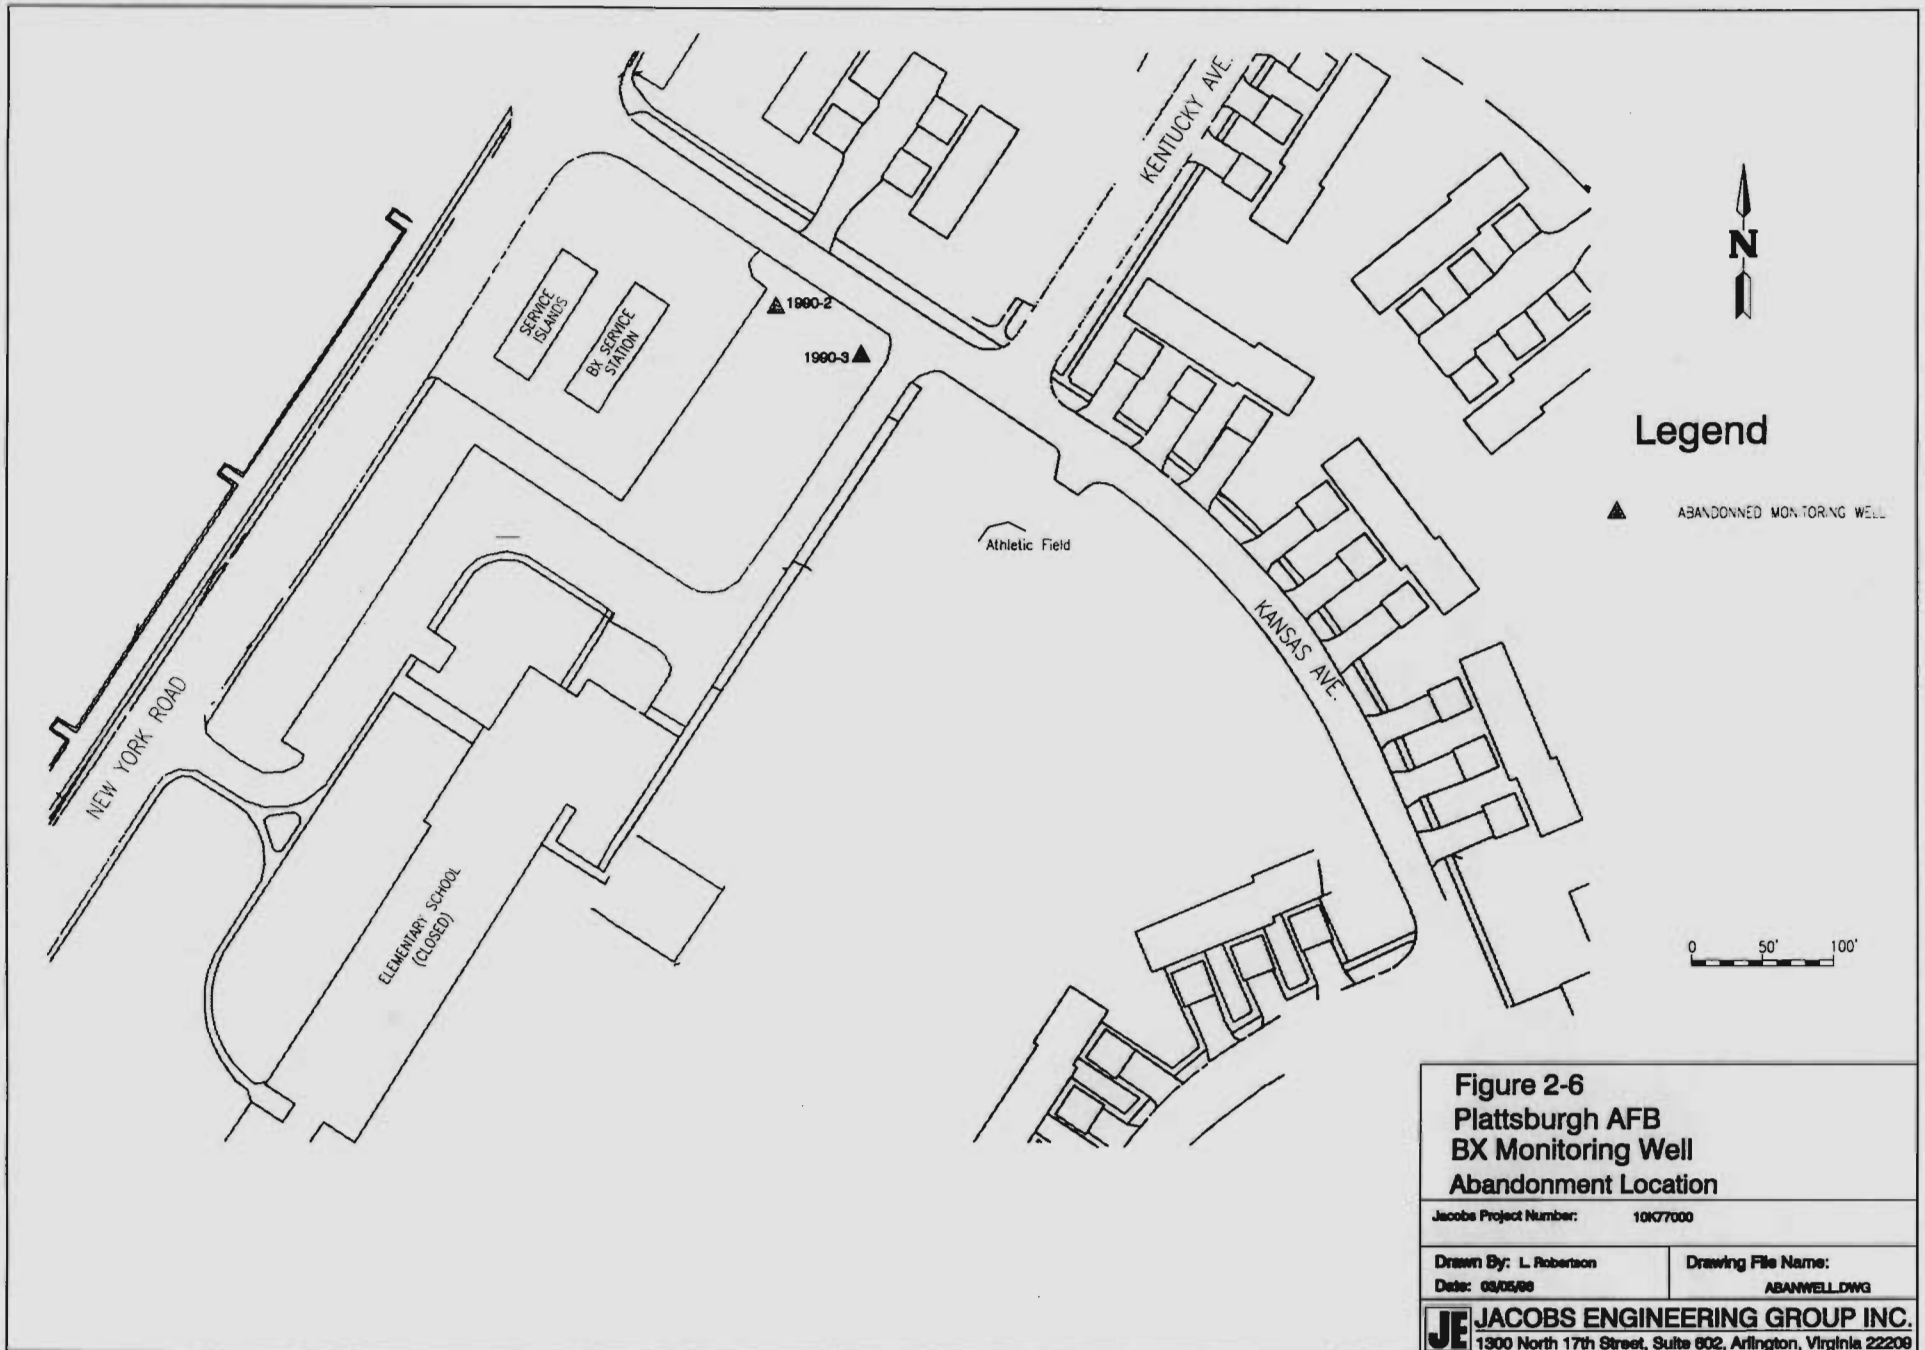 KENTUCKY AVE.
N
SERVICE
ISLANDS
BX SERVICE
STATION
1990-2
1990-3
Legend
ABANDONNED MONITORING WELL
Athletic Field
KANSAS AVE.
NEW YORK ROAD
ELEMENTARY SCHOOL
(CLOSED)
0 50' 100'
Figure 2-6
Plattsburgh AFB
BX Monitoring Well
Abandonment Location
Jacobs Project Number: 10K77000
Drawn By: L. Robertson
Date:
Drawing File Name:
ABANWELL.DWG
JE JACOBS ENGINEERING GROUP INC.
1300 North 17th Street, Suite 602, Arlington, Virginia 22209